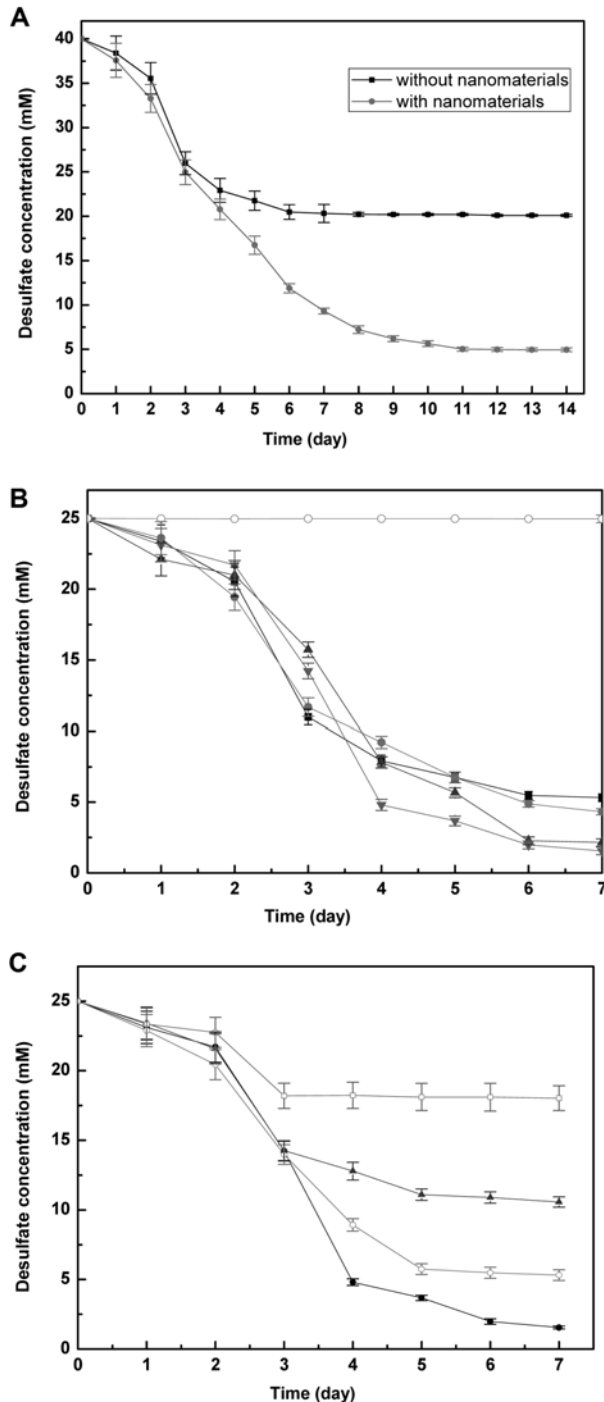 A
40
35
30
25
20
15
10
5
0
Desulfate concentration (mM)
without nanomaterials
with nanomaterials
0 1 2 3 4 5 6 7 8 9 10 11 12 13 14
Time (day)
B
25
20
15
10
5
0
Desulfate concentration (mM)
0 1 2 3 4 5 6 7
Time (day)
C
25
20
15
10
5
0
Desulfate concentration (mM)
0 1 2 3 4 5 6 7
Time (day)